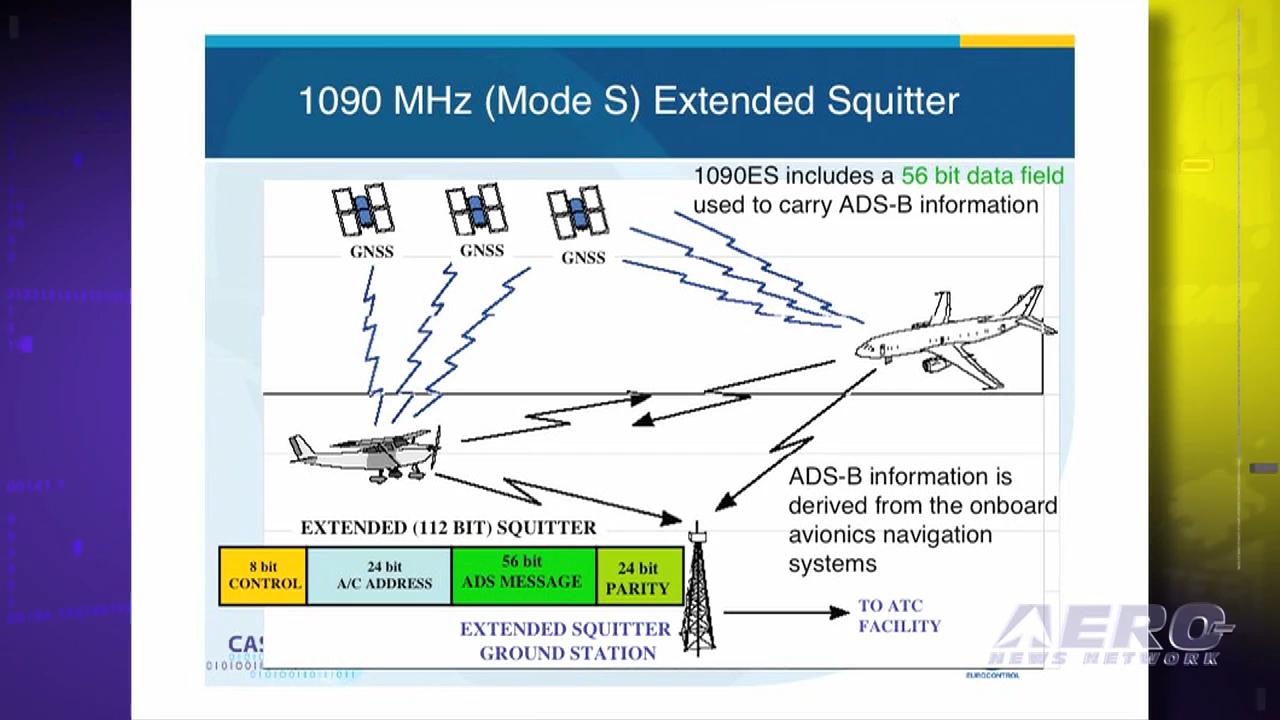 1090 MHz (Mode S) Extended Squitter
1090ES includes a 56 bit data field
used to carry ADS-B information
GNSS
GNSS
GNSS
ADS-B information is
derived from the onboard
avionics navigation
systems
EXTENDED (112 BIT) SQUITTER
8 bit
CONTROL
24 bit
A/C ADDRESS
56 bit
ADS MESSAGE
24 bit
PARITY
TO ATC
FACILITY
EXTENDED SQUITTER
GROUND STATION
AERO
NEWS NETWORK
EUROCONTROL